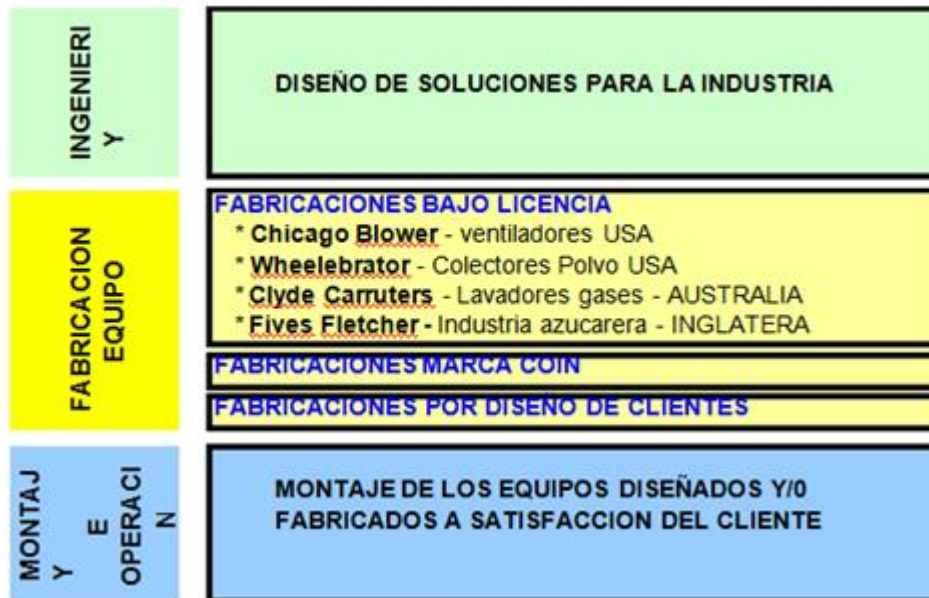 INGENIERI
Y
DISEÑO DE SOLUCIONES PARA LA INDUSTRIA
FABRICACION
EQUIPO
FABRICACIONES BAJO LICENCIA
* Chicago Blower - ventiladores USA
* Wheelebrator - Colectores Polvo USA
* Clyde Carruters - Lavadores gases - AUSTRALIA
* Fives Fletcher - Industria azucarera - INGLATERA
FABRICACIONES MARCA COIN
FABRICACIONES POR DISEÑO DE CLIENTES
MONTAJ
Y
E
OPERACI
N
MONTAJE DE LOS EQUIPOS DISEÑADOS Y/0
FABRICADOS A SATISFACCION DEL CLIENTE